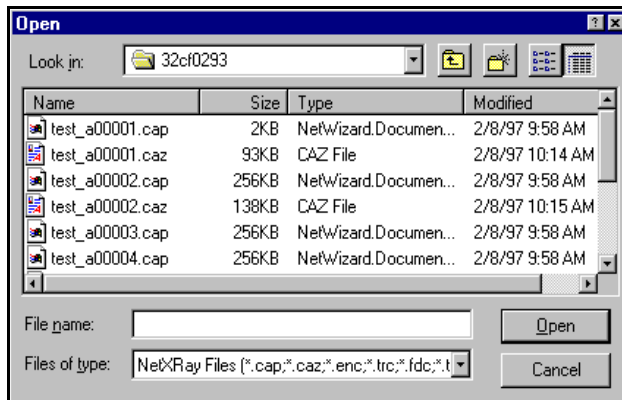 Open
Look in: 32cf0293
Name Size Type Modified
test_a00001.cap 2KB NetWizard.Documen... 2/8/97 9:58 AM
test_a00001.caz 93KB CAZ File 2/8/97 10:14 AM
test_a00002.cap 256KB NetWizard.Documen... 2/8/97 9:58 AM
test_a00002.caz 138KB CAZ File 2/8/97 10:15 AM
test_a00003.cap 256KB NetWizard.Documen... 2/8/97 9:58 AM
test_a00004.cap 256KB NetWizard.Documen... 2/8/97 9:58 AM
File name: Open
Files of type: NetXRay Files (*.cap;*.caz;*.enc;*.trc;*.fdc;*.t Cancel